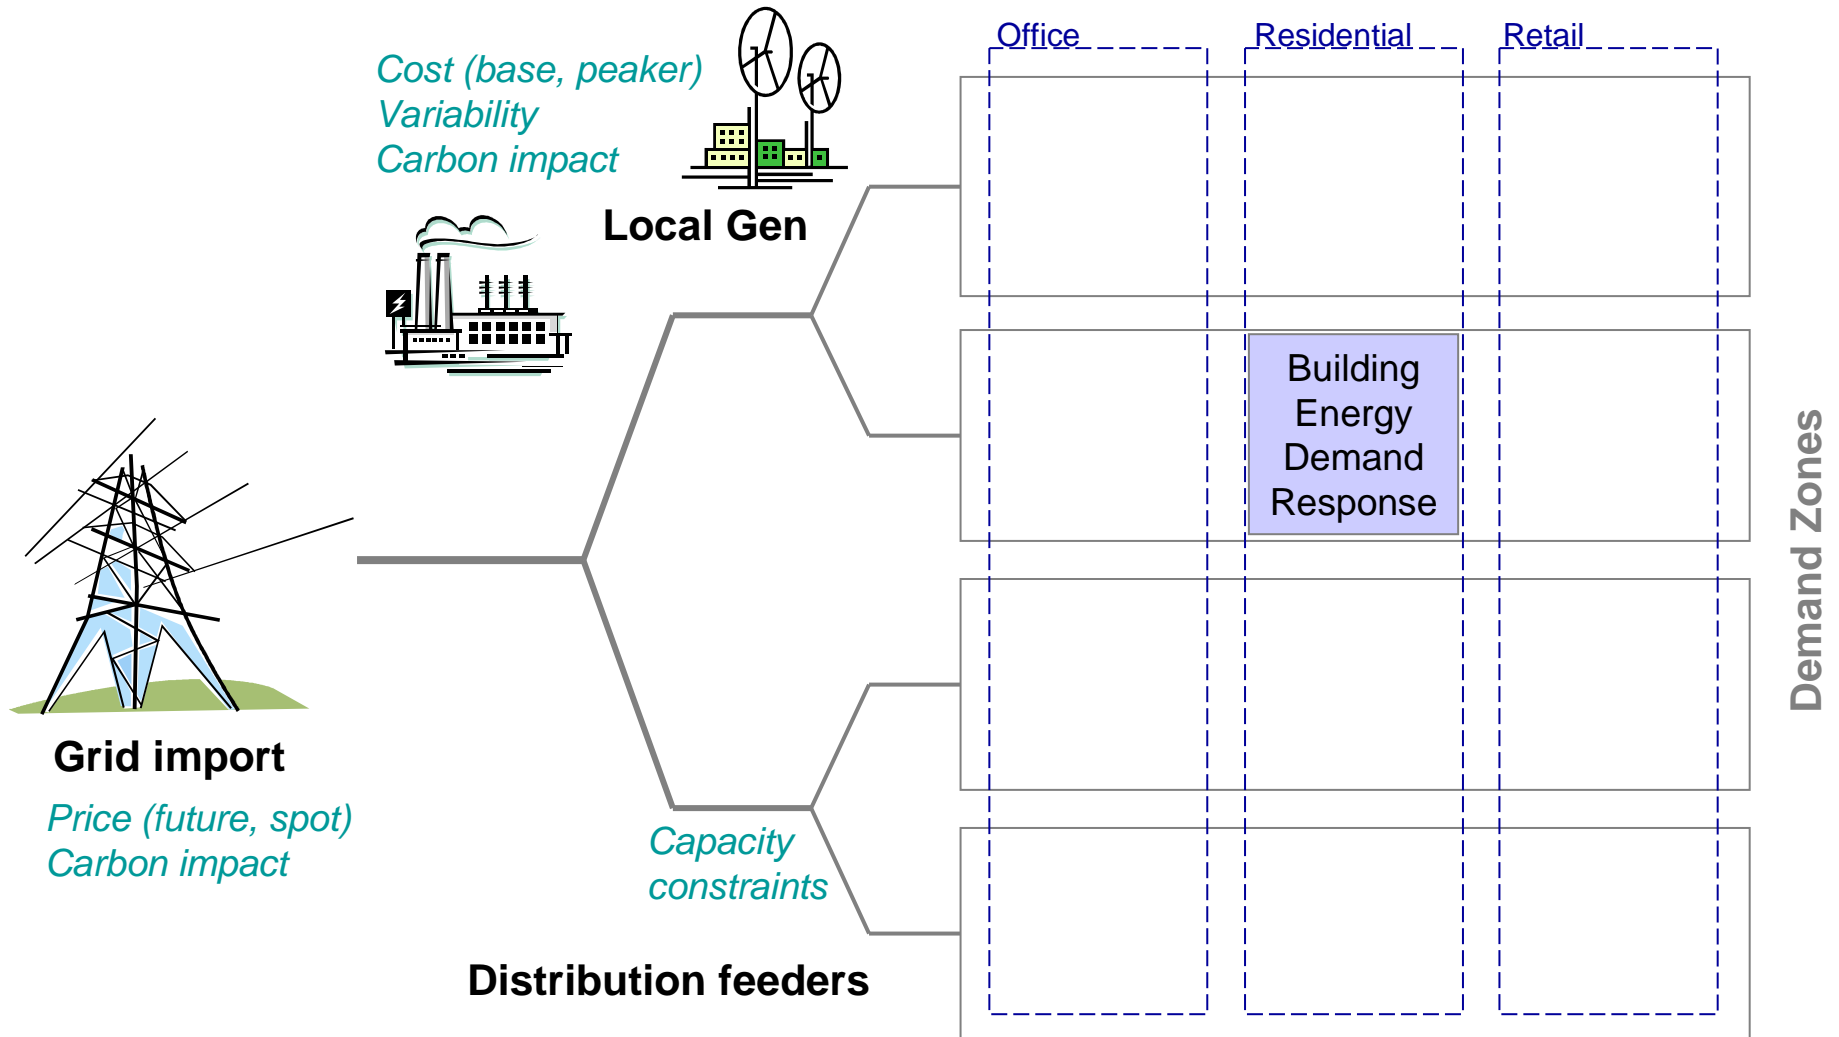 Office
Residential
Retail
Cost (base, peaker)
Variability
Carbon impact
Local Gen
Building
Energy
Demand
Response
Demand Zones
Grid import
Price (future, spot)
Carbon impact
Capacity
constraints
Distribution feeders